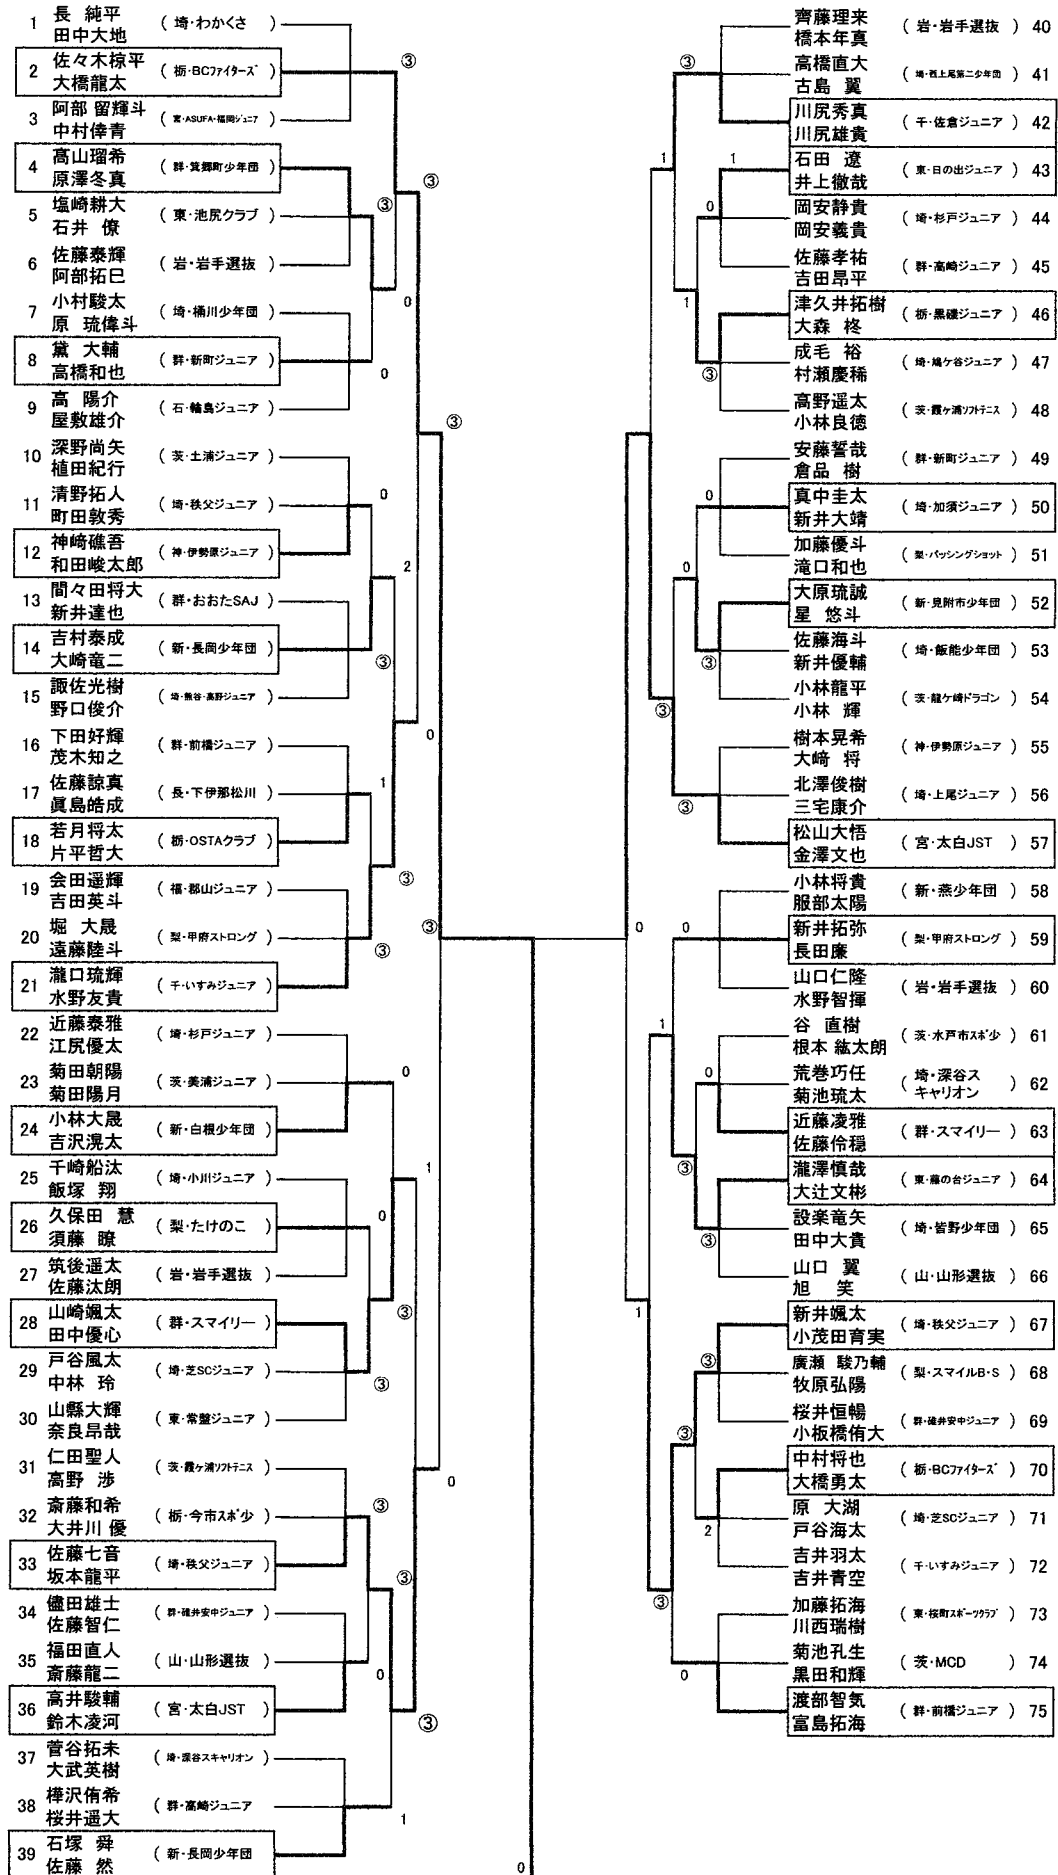 1 長 純平 田中大地 (埼・わかくさ)
2 佐々木椋平 大橋龍太 (栃・BCファイターズ)
3 阿部 留輝斗 中村倖青 (宮・ASUFA・福岡ジュニア)
4 高山瑠希 原澤冬真 (群・箕郷町少年団)
5 塩崎耕大 石井 僚 (東・池尻クラブ)
6 佐藤泰輝 阿部拓巳 (岩・岩手選抜)
7 小村駿太 原 琉偉斗 (埼・桶川少年団)
8 黛 大輔 高橋和也 (群・新町ジュニア)
9 高 陽介 屋敷雄介 (石・輪島ジュニア)
10 深野尚矢 植田紀行 (茨・土浦ジュニア)
11 清野拓人 町田敦秀 (埼・秩父ジュニア)
12 神崎礁吾 和田峻太郎 (神・伊勢原ジュニア)
13 間々田将大 新井達也 (群・おおたSAJ)
14 吉村泰成 大崎竜二 (新・長岡少年団)
15 諏佐光樹 野口俊介 (埼・熊谷・高野ジュニア)
16 下田好輝 茂木知之 (群・前橋ジュニア)
17 佐藤諒真 眞島皓成 (長・下伊那松川)
18 若月将太 片平哲大 (栃・OSTAクラブ)
19 会田遥輝 吉田英斗 (福・郡山ジュニア)
20 堀 大晟 遠藤陸斗 (梨・甲府ストロング)
21 瀧口琉輝 水野友貴 (千・いすみジュニア)
22 近藤泰雅 江尻優太 (埼・杉戸ジュニア)
23 菊田朝陽 菊田陽月 (茨・美浦ジュニア)
24 小林大晟 吉沢滉太 (新・白根少年団)
25 千崎船汰 飯塚 翔 (埼・小川ジュニア)
26 久保田 慧 須藤 瞭 (梨・たけのこ)
27 筑後遥太 佐藤汰朗 (岩・岩手選抜)
28 山崎颯太 田中優心 (群・スマイリー)
29 戸谷風太 中林 玲 (埼・芝SCジュニア)
30 山縣大輝 奈良昂哉 (東・常盤ジュニア)
31 仁田聖人 高野 渉 (茨・霞ヶ浦ソフトテニス)
32 斎藤和希 大井川 優 (栃・今市スポ少)
33 佐藤七音 坂本龍平 (埼・秩父ジュニア)
34 儘田雄士 佐藤智仁 (群・碓井安中ジュニア)
35 福田直人 斎藤龍二 (山・山形選抜)
36 高井駿輔 鈴木凌河 (宮・太白JST)
37 菅谷拓未 大武英樹 (埼・深谷スキャリオン)
38 樺沢侑希 桜井遥大 (群・高崎ジュニア
39 石塚 舜 佐藤 然 (新・長岡少年団
齊藤理来 橋本年真 (岩・岩手選抜) 40
高橋直大 古島 翼 (埼・西上尾第二少年団) 41
川尻秀真 川尻雄貴 (千・佐倉ジュニア) 42
石田 遼 井上徹哉 (東・日の出ジュニア) 43
岡安静貴 岡安義貴 (埼・杉戸ジュニア) 44
佐藤孝祐 吉田昂平 (群・高崎ジュニア) 45
津久井拓樹 大森 柊 (栃・黒磯ジュニア) 46
成毛 裕 村瀬慶稀 (埼・鳩ケ谷ジュニア) 47
高野遥太 小林良徳 (茨・霞ヶ浦ソフトテニス) 48
安藤誓哉 倉品 樹 (群・新町ジュニア) 49
真中圭太 新井大靖 (埼・加須ジュニア) 50
加藤優斗 滝口和也 (梨・パッシングショット) 51
大原琉誠 星 悠斗 (新・見附市少年団) 52
佐藤海斗 新井優輔 (埼・飯能少年団) 53
小林龍平 小林 輝 (茨・龍ケ崎ドラゴン) 54
樹本晃希 大崎 将 (神・伊勢原ジュニア) 55
北澤俊樹 三宅康介 (埼・上尾ジュニア) 56
松山大悟 金澤文也 (宮・太白JST) 57
小林将貴 服部太陽 (新・燕少年団) 58
新井拓弥 長田廉 (梨・甲府ストロング) 59
山口仁隆 水野智揮 (岩・岩手選抜) 60
谷 直樹 根本 紘太朗 (茨・水戸市スポ少) 61
荒巻巧任 菊池琉太 (埼・深谷スキャリオン) 62
近藤凌雅 佐藤伶穏 (群・スマイリー) 63
瀧澤慎哉 大辻文彬 (東・藤の台ジュニア) 64
設楽竜矢 田中大貴 (埼・皆野少年団) 65
山口 翼 旭 笑 (山・山形選抜) 66
新井颯太 小茂田育実 (埼・秩父ジュニア) 67
廣瀬 駿乃輔 牧原弘陽 (梨・スマイルB・S) 68
桜井恒暢 小板橋侑大 (群・碓井安中ジュニア) 69
中村将也 大橋勇太 (栃・BCファイターズ) 70
原 大湖 戸谷海太 (埼・芝SCジュニア) 71
吉井羽太 吉井青空 (千・いすみジュニア) 72
加藤拓海 川西瑞樹 (東・桜町スポーツクラブ) 73
菊池孔生 黒田和輝 (茨・MCD) 74
渡部智気 富島拓海 (群・前橋ジュニア) 75